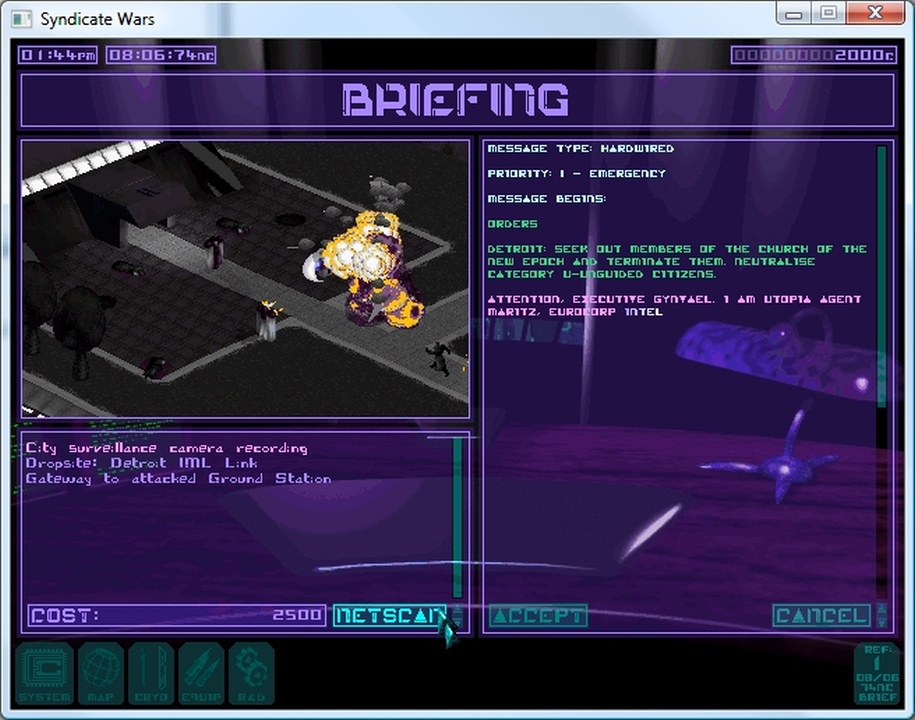 Syndicate Wars
01:44PM 08:06:74NC 000000002000C
BRIEFING
MESSAGE TYPE: HARDWIRED
PRIORITY: 1 - EMERGENCY
MESSAGE BEGINS:
ORDERS
DETROIT: SEEK OUT MEMBERS OF THE CHURCH OF THE
NEW EPOCH AND TERMINATE THEM. NEUTRALISE
CATEGORY U-UNGUIDED CITIZENS.
ATTENTION, EXECUTIVE GYNTAEL. I AM UTOPIA AGENT
MARITZ, EUROCORP INTEL
City surveillance camera recording
Dropsite: Detroit IML Link
Gateway to attacked Ground Station
COST: 2500 NETSCAN
ACCEPT CANCEL
SYSTEM MAP CRYO EQUIP R&D
REF:
1
08/06
74NC
BRIEF